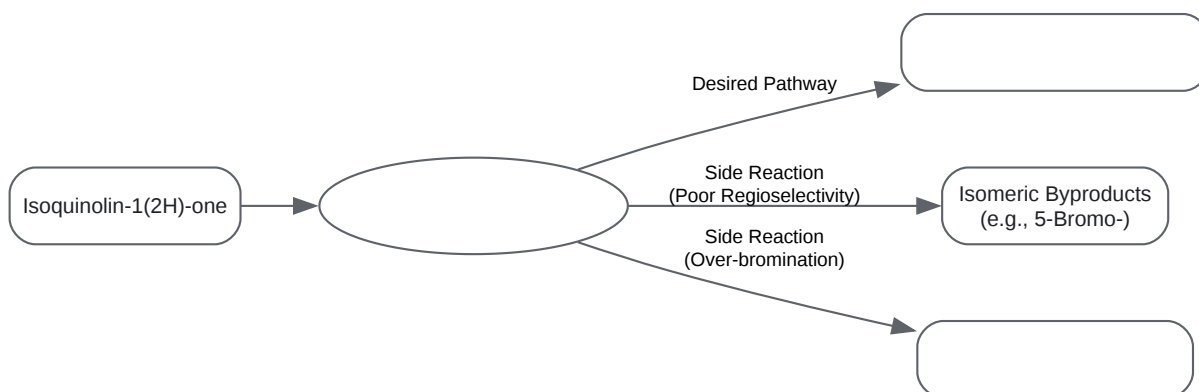 Desired Pathway
Isoquinolin-1(2H)-one
Side Reaction
(Poor Regioselectivity)
Isomeric Byproducts
(e.g., 5-Bromo-)
Side Reaction
(Over-bromination)